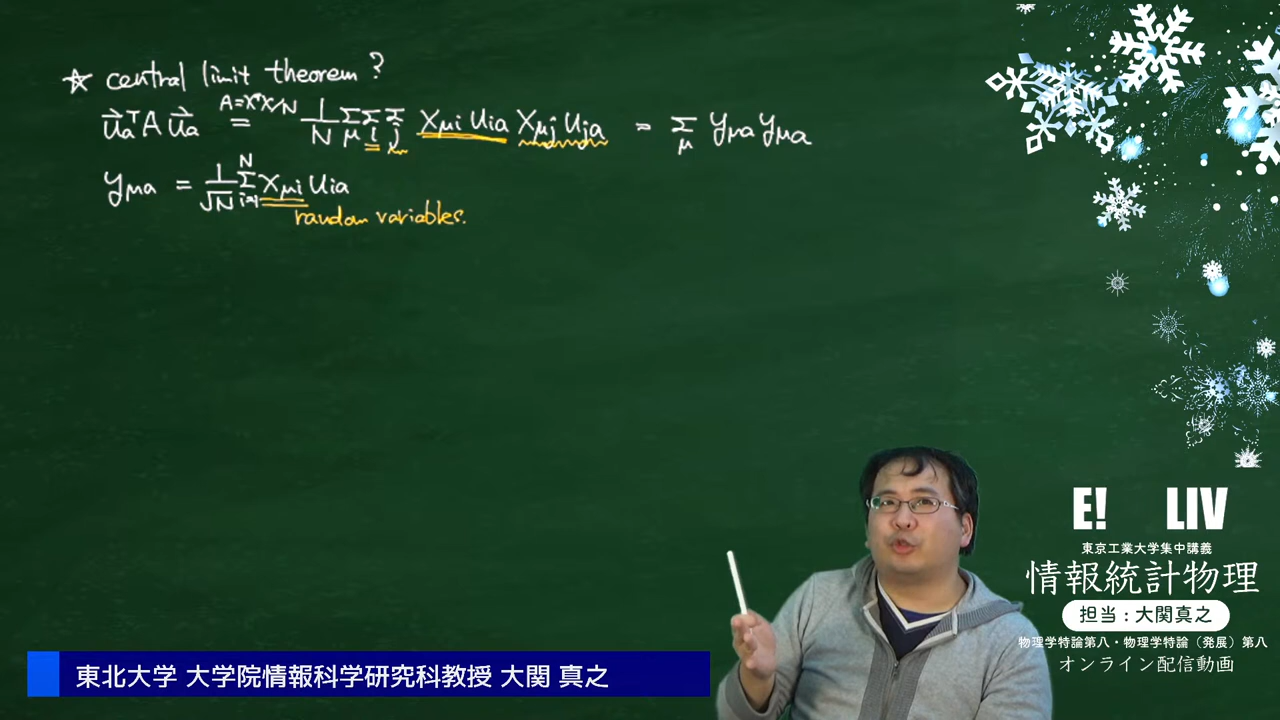 ☆ central limit theorem?
u⃗a^T A u⃗a =^{A=X^T X/N} 1/N Σ_μ Σ_i Σ_j X_μi U_ia X_μj U_ja = Σ_μ y_μa y_μa
y_μa = 1/√N Σ_{i=1}^N X_μi U_ia
random variables.
E! LIV
東京工業大学集中講義
情報統計物理
担当：大関真之
物理学特論第八・物理学特論（発展）第八
オンライン配信動画
東北大学 大学院情報科学研究科教授 大関 真之